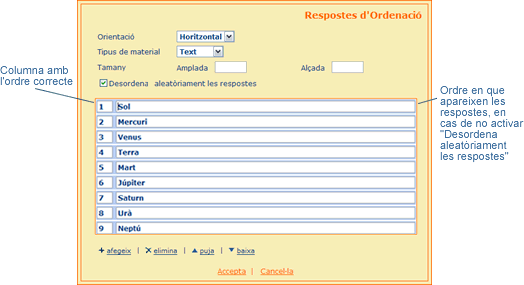 Respostes d'Ordenació
Orientació Horitzontal
Tipus de material Text
Tamany Amplada Alçada
Desordena aleatòriament les respostes
Columna amb
l'ordre correcte
1 Sol
2 Mercuri
3 Venus
4 Terra
5 Mart
6 Júpiter
7 Saturn
8 Urà
9 Neptú
Ordre en que
apareixen les
respostes, en
cas de no activar
"Desordena
aleatòriament
les respostes"
+ afegeix | X elimina | ▲ puja | ▼ baixa
Accepta | Cancel·la